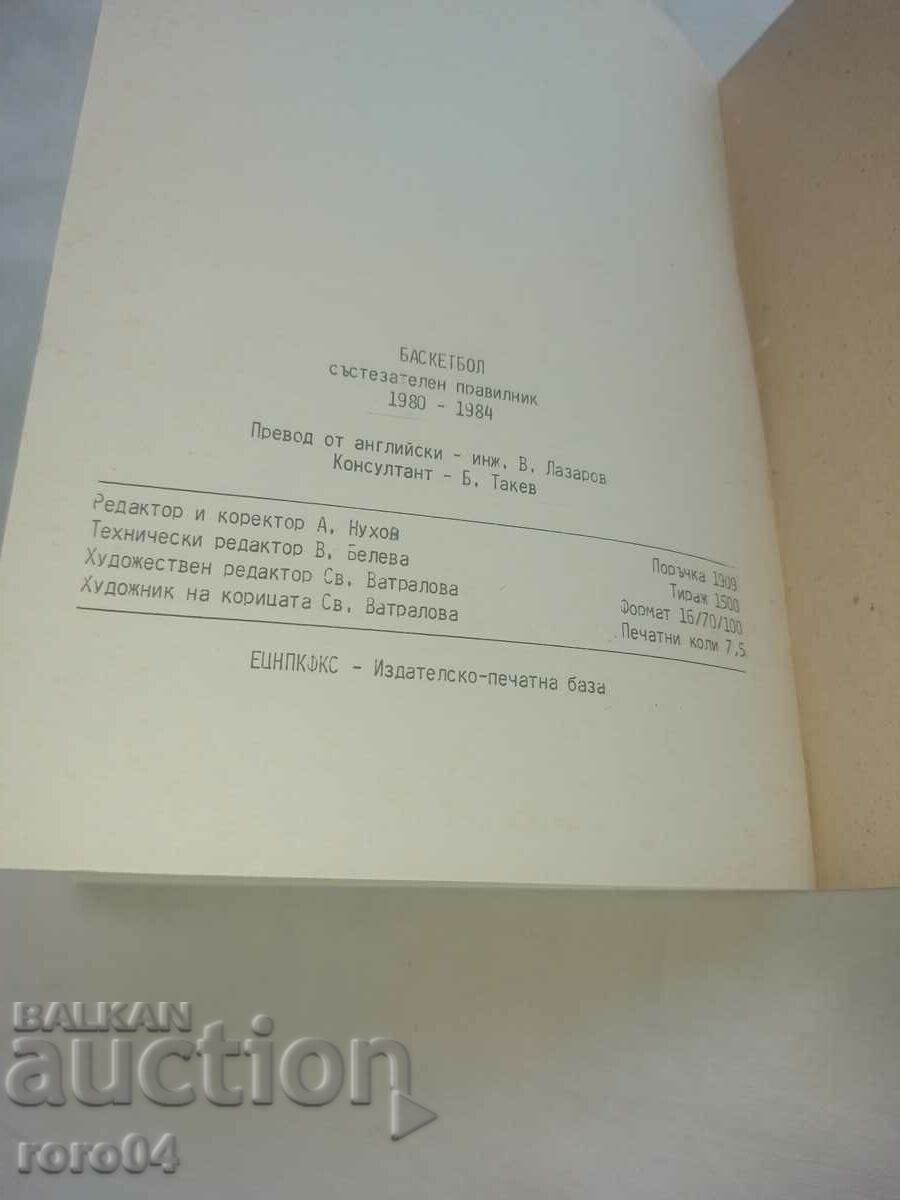 БАСКЕТБОЛ
състезателен правилник
1980 - 1984
Превод от английски - инж. В. Лазаров
Консултант - Б. Такев
Редактор и коректор А. Нухов
Технически редактор В. Белева
Художествен редактор Св. Ватралова
Художник на корицата Св. Ватралова
Поръчка 1909
Тираж 1500
Формат 16/70/100
Печатни коли 7,5
ЕЦНПКФКС - Издателско-печатна база
BALKAN
auction
roro04